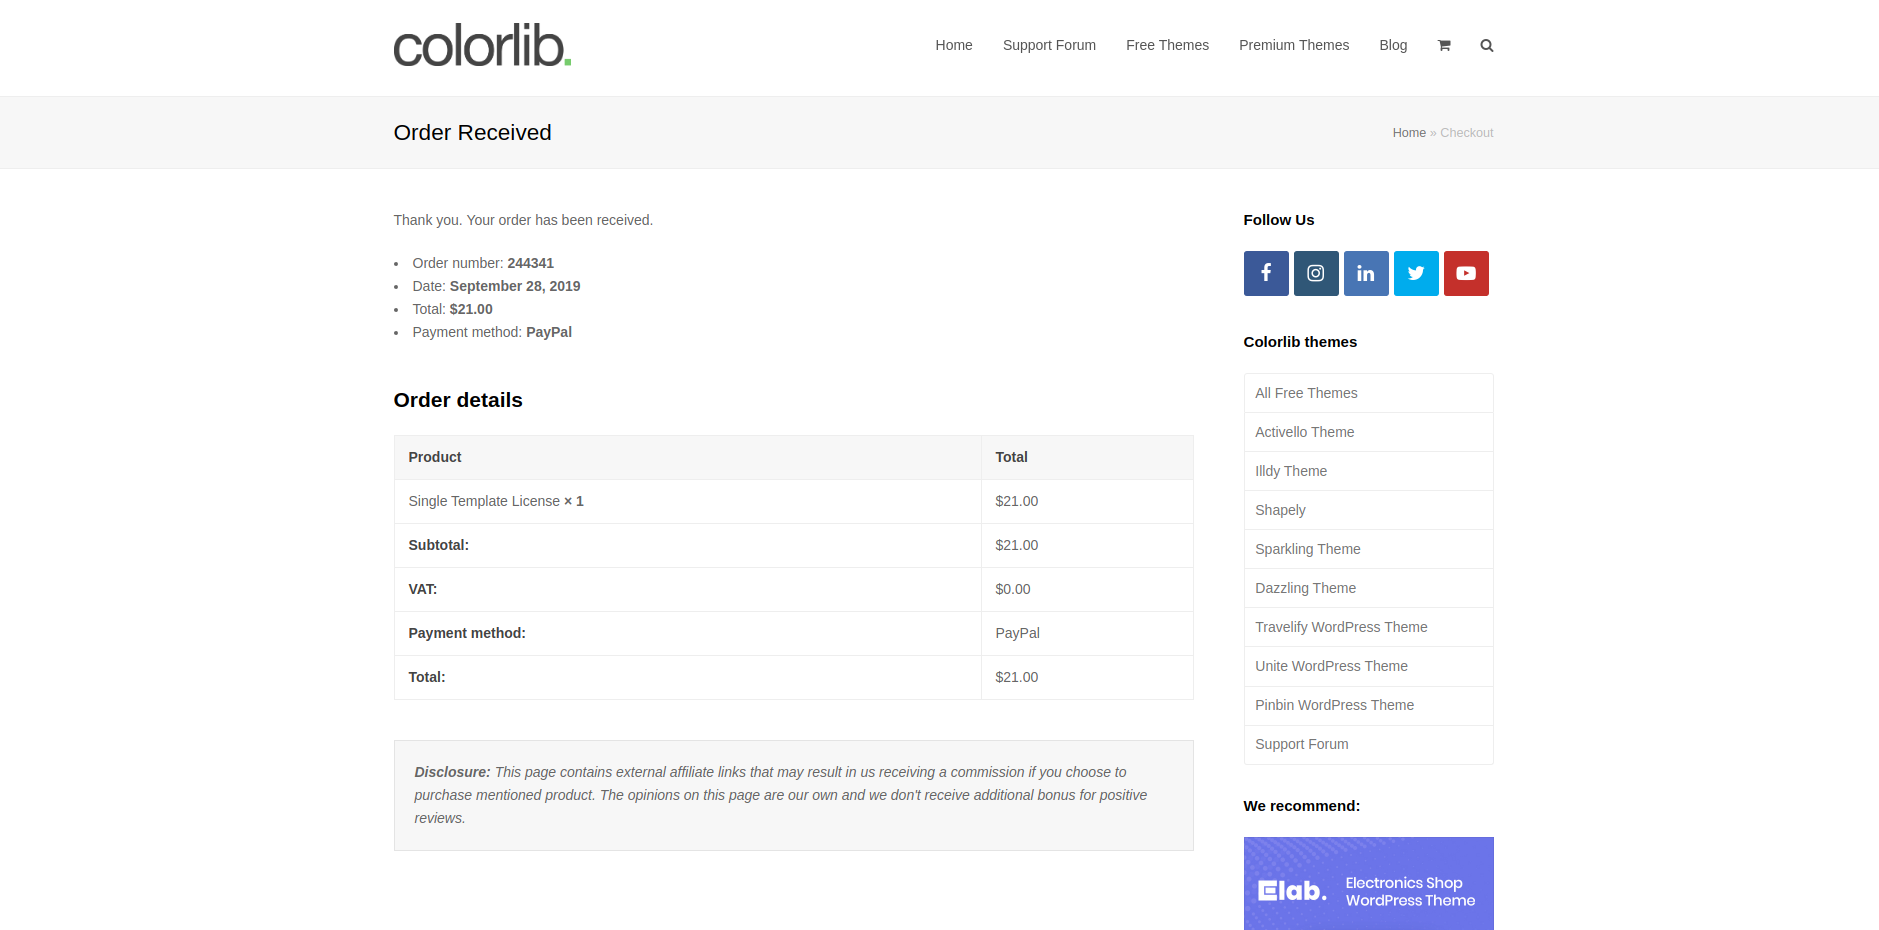 colorlib.
Home Support Forum Free Themes Premium Themes Blog
Order Received
Home » Checkout
Thank you. Your order has been received.
• Order number: 244341
• Date: September 28, 2019
• Total: $21.00
• Payment method: PayPal
Order details
Product Total
Single Template License × 1 $21.00
Subtotal: $21.00
VAT: $0.00
Payment method: PayPal
Total: $21.00
Disclosure: This page contains external affiliate links that may result in us receiving a commission if you choose to
purchase mentioned product. The opinions on this page are our own and we don't receive additional bonus for positive
reviews.
Follow Us
Colorlib themes
All Free Themes
Activello Theme
Illdy Theme
Shapely
Sparkling Theme
Dazzling Theme
Travelify WordPress Theme
Unite WordPress Theme
Pinbin WordPress Theme
Support Forum
We recommend:
Elab.
Electronics Shop
WordPress Theme